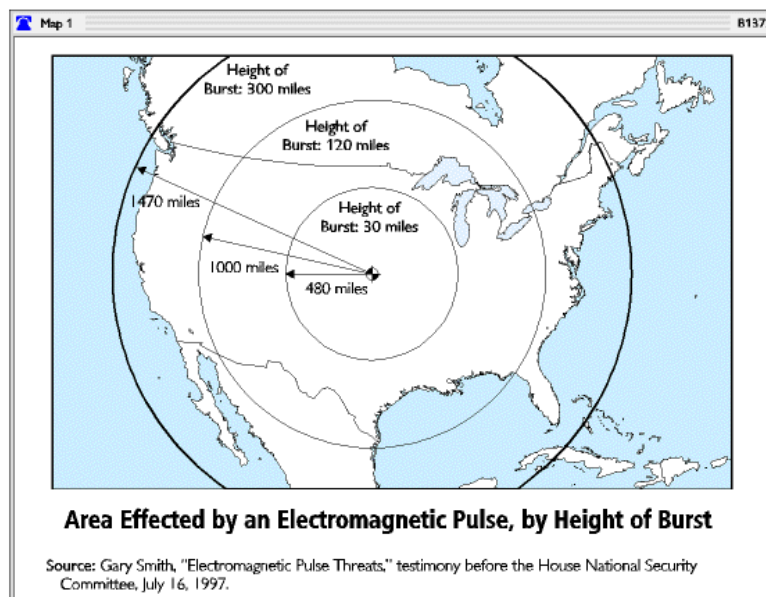 Map 1
B137
Height of
Burst: 300 miles
Height of
Burst: 120 miles
Height of
Burst: 30 miles
1470 miles
1000 miles
480 miles
Area Effected by an Electromagnetic Pulse, by Height of Burst
Source: Gary Smith, "Electromagnetic Pulse Threats," testimony before the House National Security
Committee, July 16, 1997.